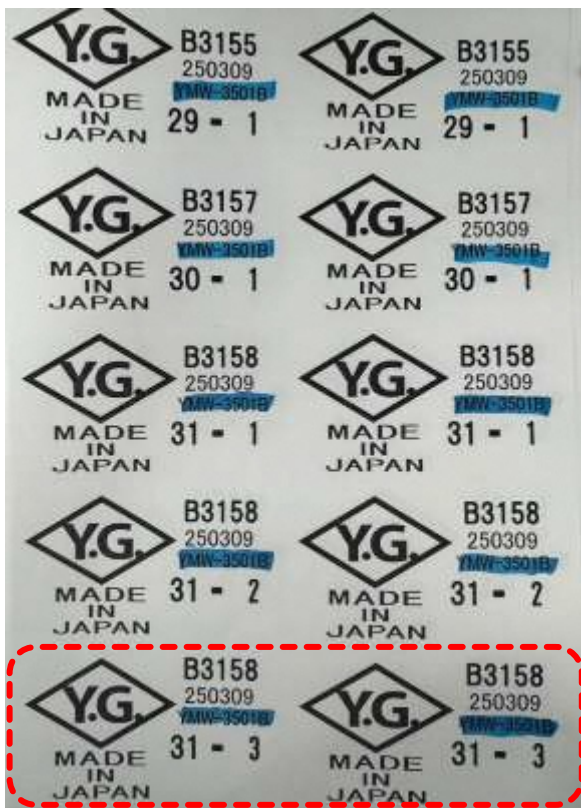 Y.G. B3155 Y.G. B3155
250309 250309
YMW-3501B YMW-3501B
MADE IN JAPAN 29 - 1 MADE IN JAPAN 29 - 1
Y.G. B3157 Y.G. B3157
250309 250309
YMW-3501B YMW-3501B
MADE IN JAPAN 30 - 1 MADE IN JAPAN 30 - 1
Y.G. B3158 Y.G. B3158
250309 250309
YMW-3501B YMW-3501B
MADE IN JAPAN 31 - 1 MADE IN JAPAN 31 - 1
Y.G. B3158 Y.G. B3158
250309 250309
YMW-3501B YMW-3501B
MADE IN JAPAN 31 - 2 MADE IN JAPAN 31 - 2
Y.G. B3158 Y.G. B3158
250309 250309
YMW-3501B YMW-3501B
MADE IN JAPAN 31 - 3 MADE IN JAPAN 31 - 3